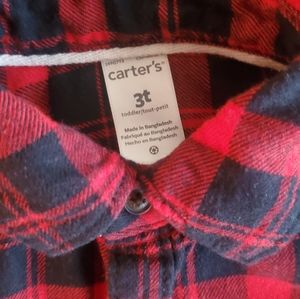 carter's
3t
toddler/tout-petit
Made in Bangladesh
Fabriqué au Bangladesh
Hecho en Bangladesh